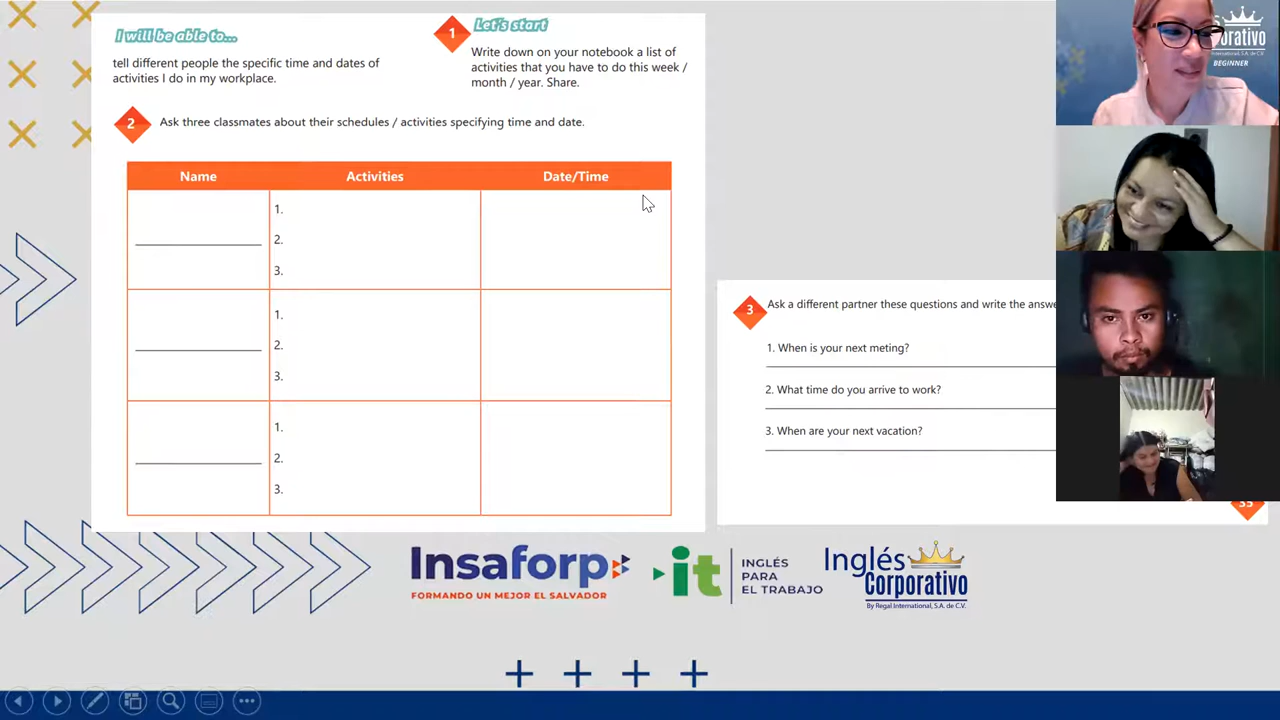 I will be able to...
tell different people the specific time and dates of
activities I do in my workplace.
1
Let's start
Write down on your notebook a list of
activities that you have to do this week /
month / year. Share.
2
Ask three classmates about their schedules / activities specifying time and date.
Name Activities Date/Time
1.
2.
3.
1.
2.
3.
1.
2.
3.
3
Ask a different partner these questions and write the answe
1. When is your next meting?
2. What time do you arrive to work?
3. When are your next vacation?
Insaforp
FORMANDO UN MEJOR EL SALVADOR
it
INGLÉS
PARA
EL TRABAJO
Inglés
Corporativo
By Regal International, S.A. de C.V.
orativo
International, S.A. de C.V.
BEGINNER